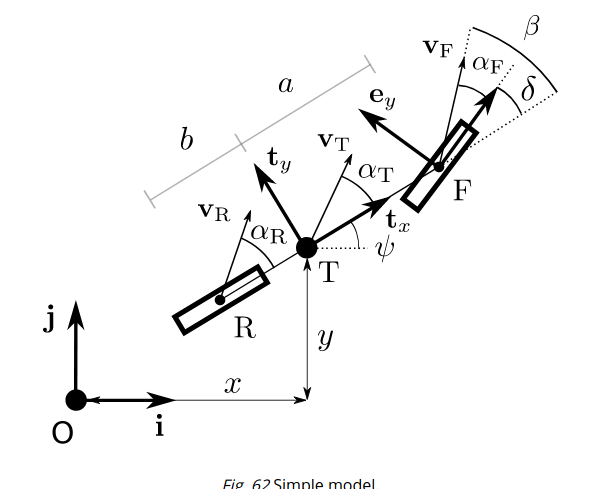 β
v_F
α_F
δ
a
e_y
b
v_T
t_y
α_T
F
v_R
α_R
t_x
ψ
T
R
j
y
x
O
i
Fig. 62 Simple model